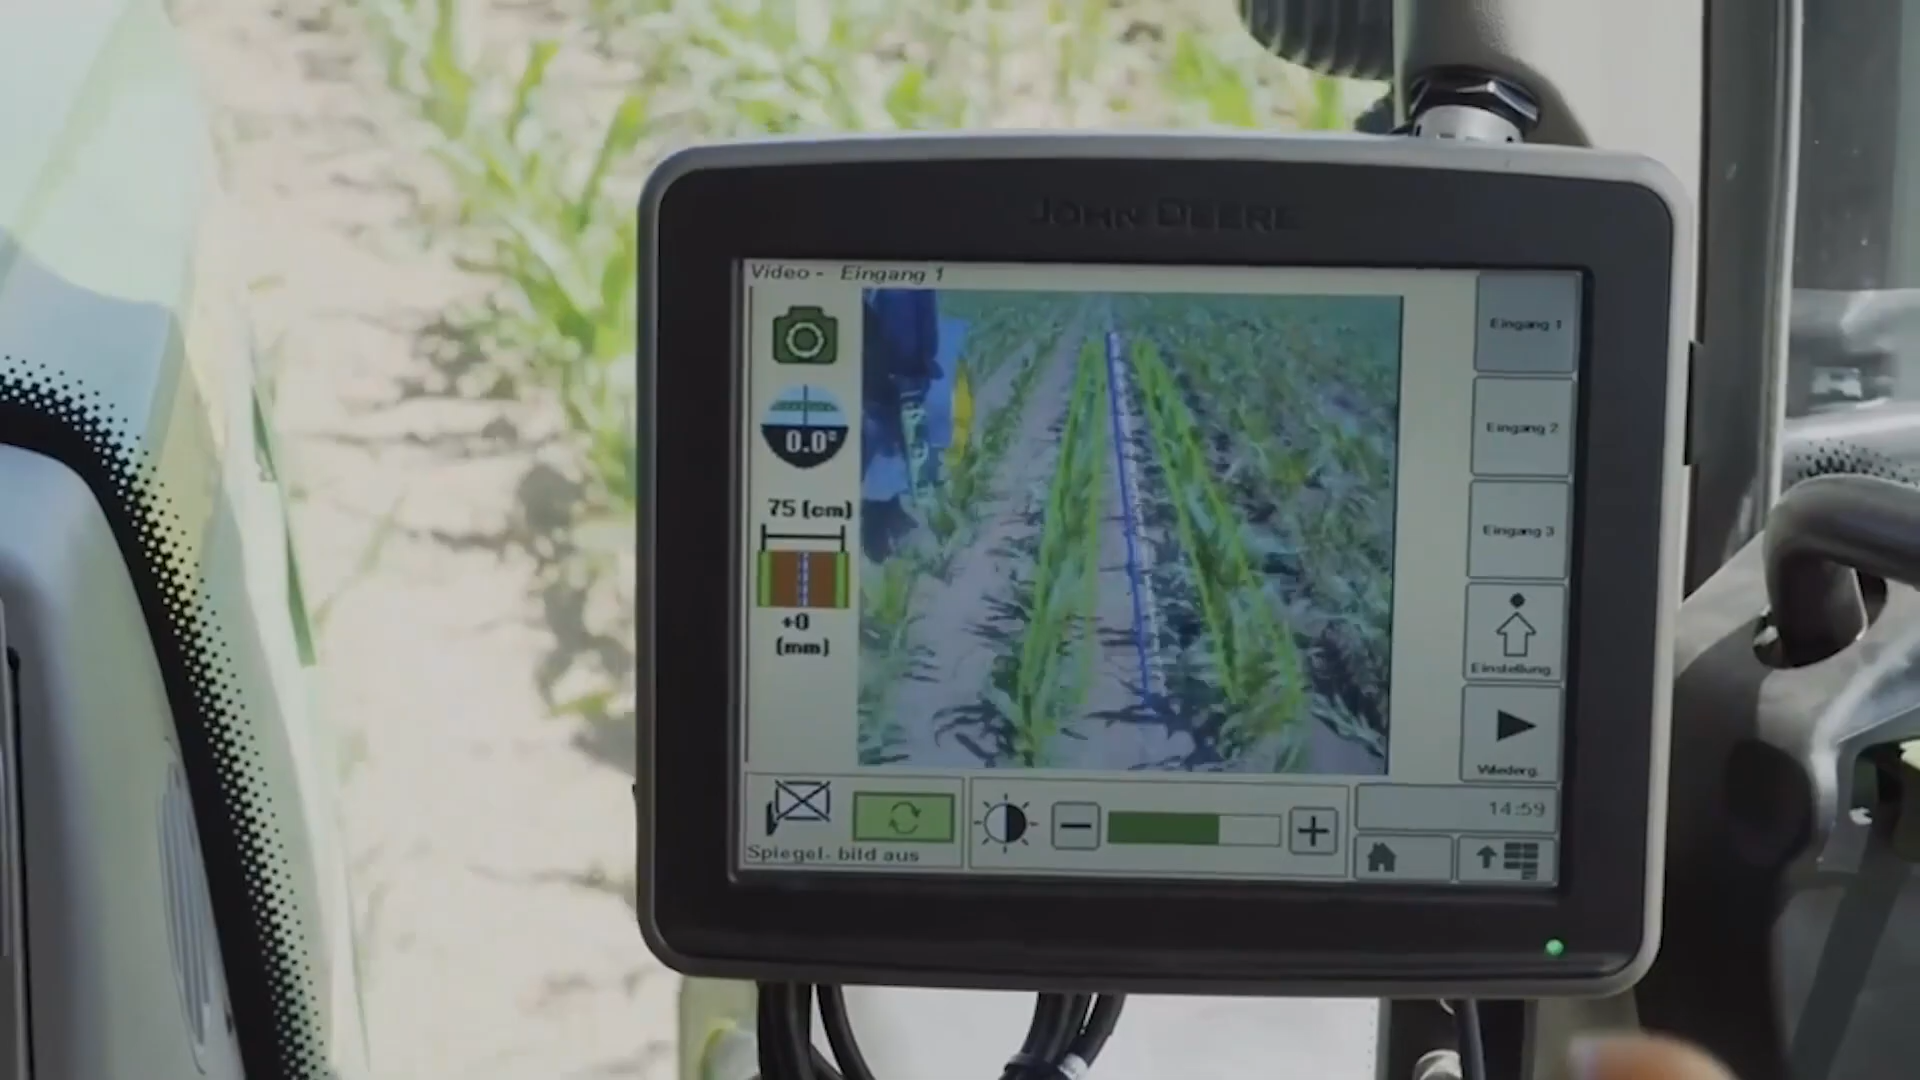 JOHN DEERE
Video - Eingang 1
Eingang 1
0.0°
Eingang 2
75 (cm)
Eingang 3
+0
(mm)
Einstellung.
Wiederg.
14:59
Spiegel- bild aus